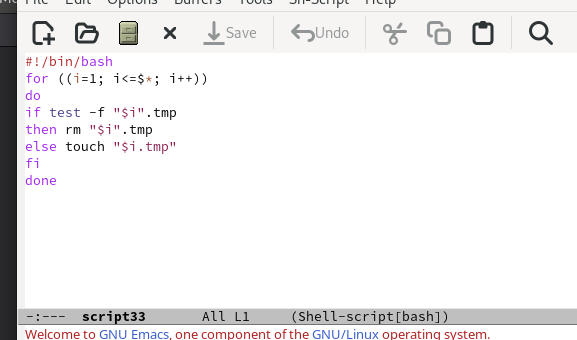 File Edit Options Buffers Tools Sh-Script Help
Save Undo
#!/bin/bash
for ((i=1; i<=$*; i++))
do
if test -f "$i".tmp
then rm "$i".tmp
else touch "$i.tmp"
fi
done
-:--- script33 All L1 (Shell-script[bash])
Welcome to GNU Emacs, one component of the GNU/Linux operating system.